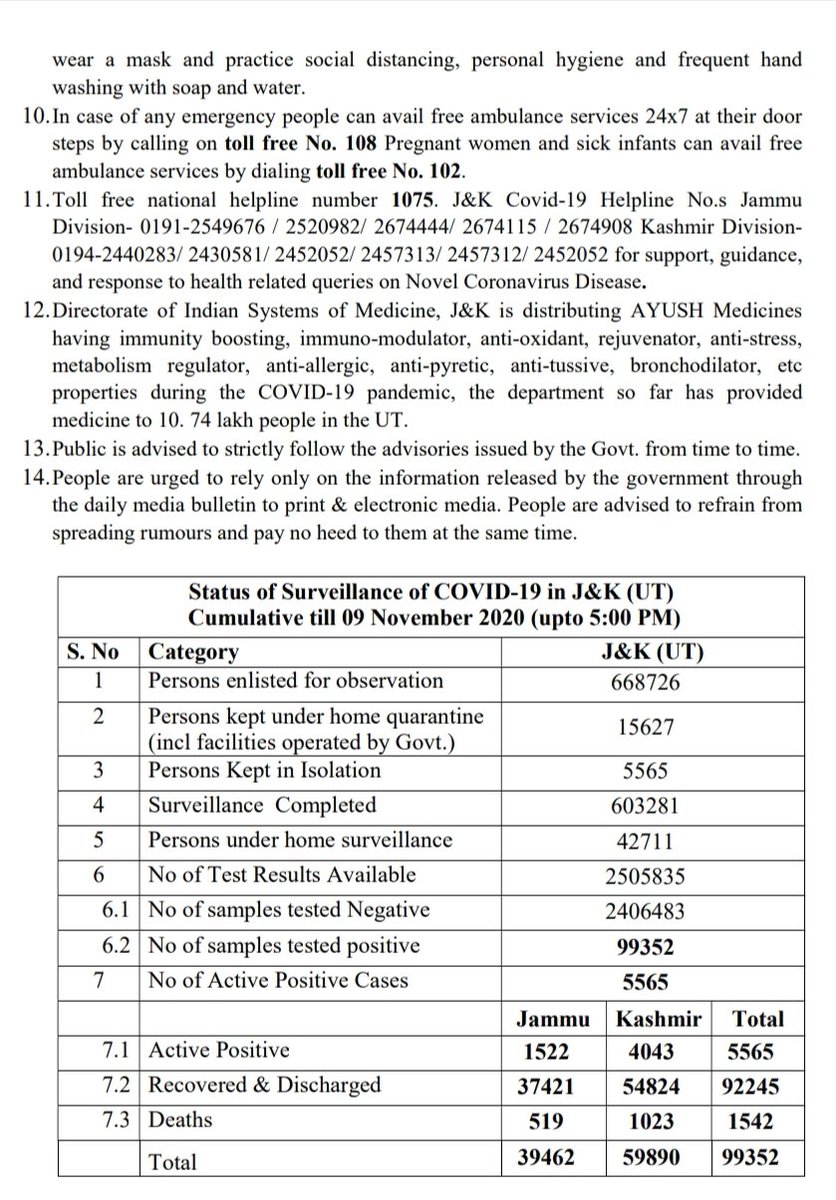 wear a mask and practice social distancing, personal hygiene and frequent hand
washing with soap and water.
10. In case of any emergency people can avail free ambulance services 24x7 at their door
steps by calling on toll free No. 108 Pregnant women and sick infants can avail free
ambulance services by dialing toll free No. 102.
11. Toll free national helpline number 1075. J&K Covid-19 Helpline No.s Jammu
Division- 0191-2549676 / 2520982/ 2674444/ 2674115 / 2674908 Kashmir Division-
0194-2440283/ 2430581/ 2452052/ 2457313/ 2457312/ 2452052 for support, guidance,
and response to health related queries on Novel Coronavirus Disease.
12. Directorate of Indian Systems of Medicine, J&K is distributing AYUSH Medicines
having immunity boosting, immuno-modulator, anti-oxidant, rejuvenator, anti-stress,
metabolism regulator, anti-allergic, anti-pyretic, anti-tussive, bronchodilator, etc
properties during the COVID-19 pandemic, the department so far has provided
medicine to 10. 74 lakh people in the UT.
13. Public is advised to strictly follow the advisories issued by the Govt. from time to time.
14. People are urged to rely only on the information released by the government through
the daily media bulletin to print & electronic media. People are advised to refrain from
spreading rumours and pay no heed to them at the same time.
Status of Surveillance of COVID-19 in J&K (UT)
Cumulative till 09 November 2020 (upto 5:00 PM)
S. No Category J&K (UT)
1 Persons enlisted for observation 668726
2 Persons kept under home quarantine
(incl facilities operated by Govt.) 15627
3 Persons Kept in Isolation 5565
4 Surveillance Completed 603281
5 Persons under home surveillance 42711
6 No of Test Results Available 2505835
6.1 No of samples tested Negative 2406483
6.2 No of samples tested positive 99352
7 No of Active Positive Cases 5565
Jammu Kashmir Total
7.1 Active Positive 1522 4043 5565
7.2 Recovered & Discharged 37421 54824 92245
7.3 Deaths 519 1023 1542
Total 39462 59890 99352